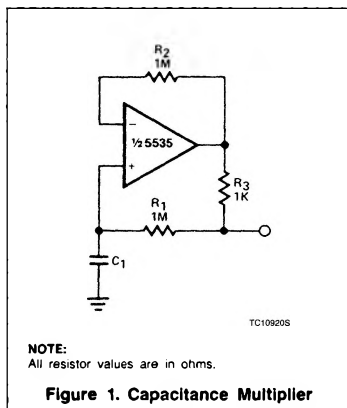 R2
1M
−
½ 5535
+
R3
1K
R1
1M
C1
TC10920S
NOTE:
All resistor values are in ohms.
Figure 1. Capacitance Multiplier